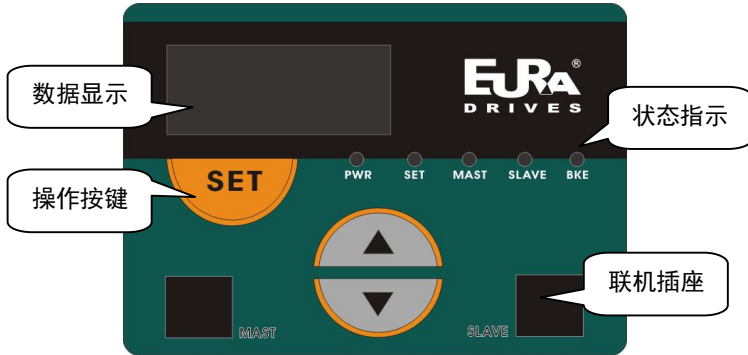 数据显示
EURA®
DRIVES
状态指示
PWR SET MAST SLAVE BKE
SET
操作按键
联机插座
MAST
SLAVE